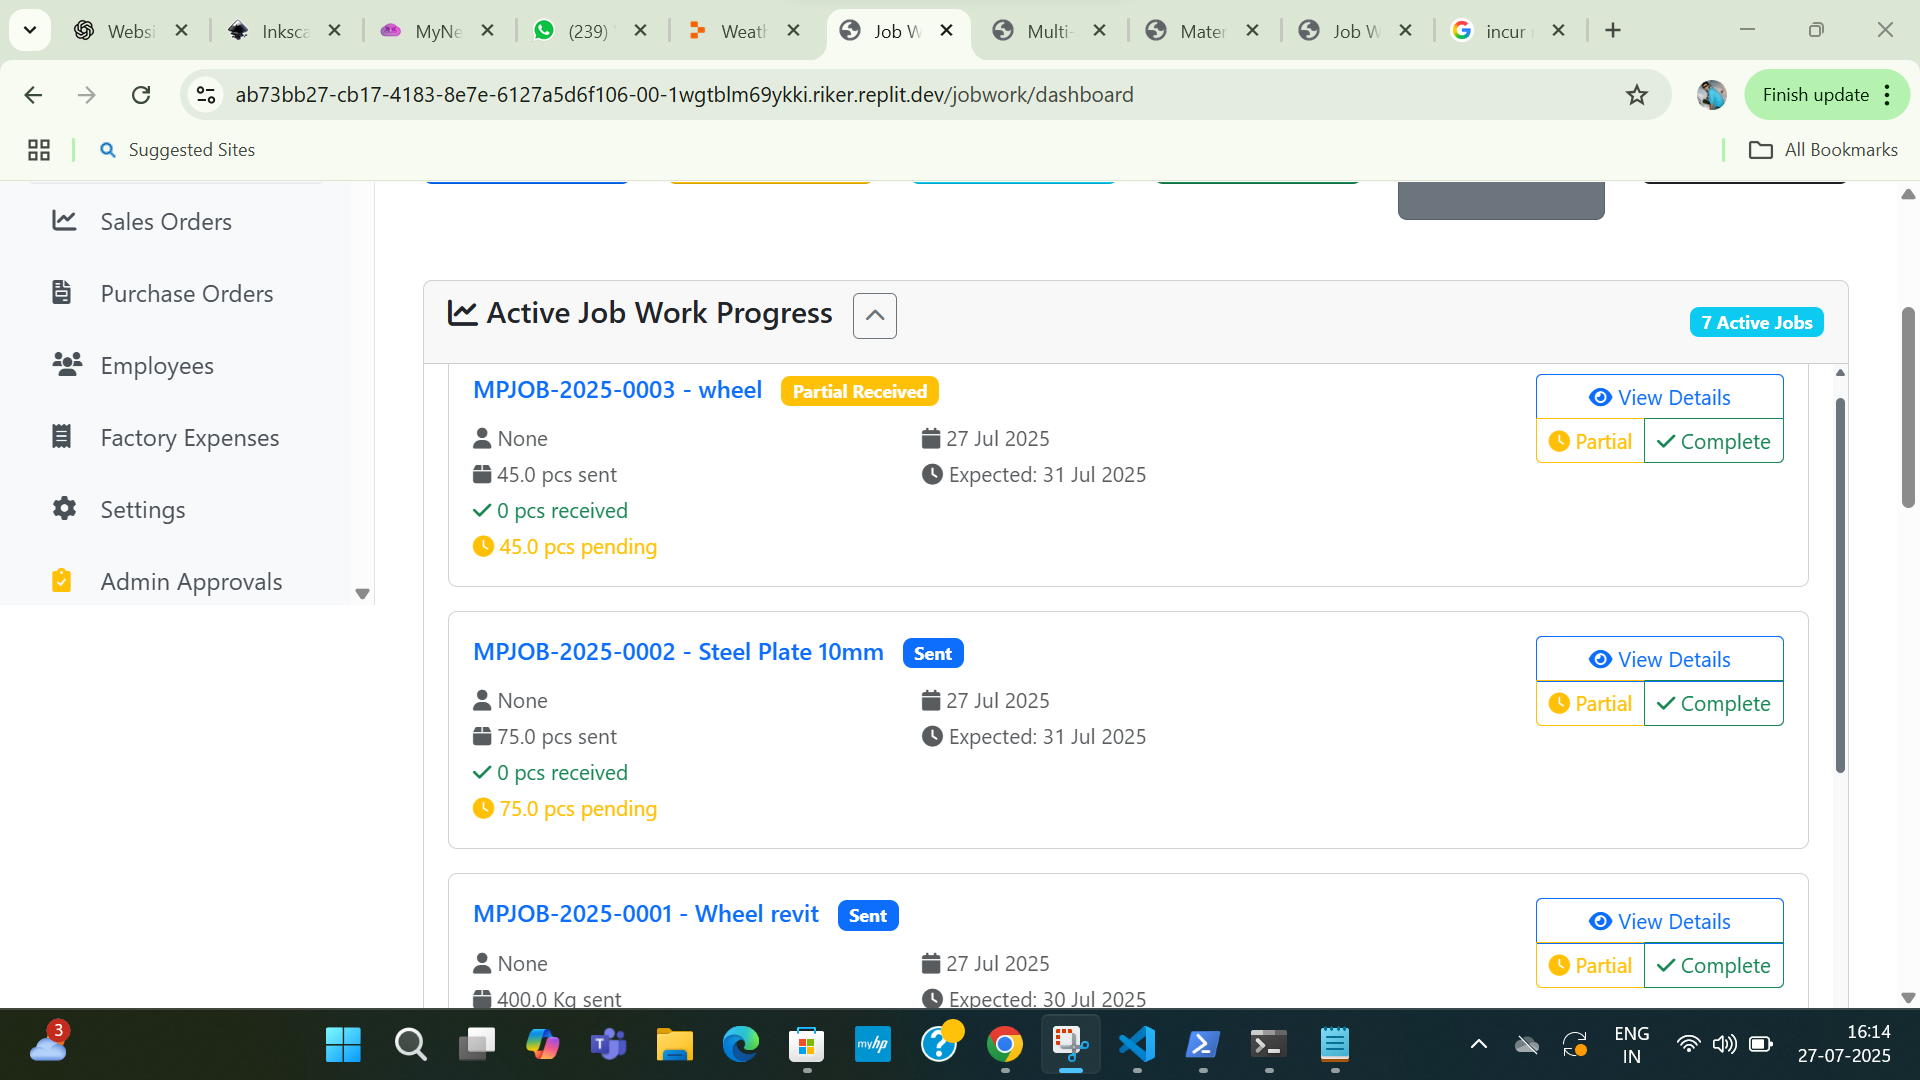 Websi
Inksca
MyNe
(239)
Weath
Job W
Multi-
Mater
Job W
incur
ab73bb27-cb17-4183-8e7e-6127a5d6f106-00-1wgtblm69ykki.riker.replit.dev/jobwork/dashboard
Finish update
Suggested Sites
All Bookmarks
Sales Orders
Purchase Orders
Employees
Factory Expenses
Settings
Admin Approvals
Active Job Work Progress
7 Active Jobs
MPJOB-2025-0003 - wheel Partial Received
View Details
None
27 Jul 2025
Partial
Complete
45.0 pcs sent
Expected: 31 Jul 2025
0 pcs received
45.0 pcs pending
MPJOB-2025-0002 - Steel Plate 10mm Sent
View Details
None
27 Jul 2025
Partial
Complete
75.0 pcs sent
Expected: 31 Jul 2025
0 pcs received
75.0 pcs pending
MPJOB-2025-0001 - Wheel revit Sent
View Details
None
27 Jul 2025
Partial
Complete
400.0 Kg sent
Expected: 30 Jul 2025
3
myhp
ENG
IN
16:14
27-07-2025